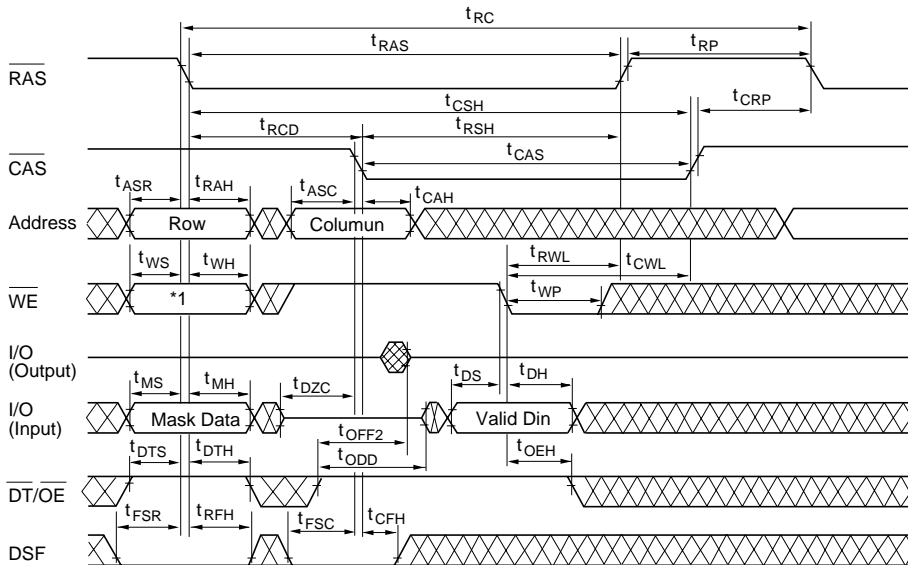 tRC
tRAS
tRP
RAS
tCSH
tCRP
tRCD
tRSH
CAS
tCAS
tASR
tRAH
tASC
tCAH
Address
Row
Columun
tRWL
tCWL
tWS
tWH
tWP
WE
*1
I/O
(Output)
tMS
tMH
tDZC
tDS
tDH
I/O
(Input)
Mask Data
Valid Din
tOFF2
tDTS
tDTH
tODD
tOEH
DT/OE
tFSR
tRFH
tFSC
tCFH
DSF